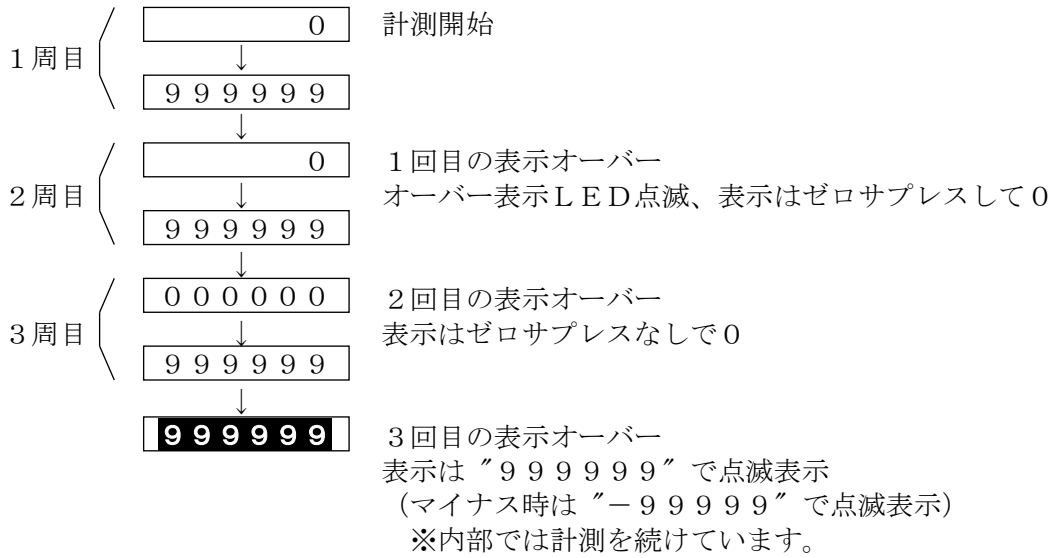 ０ 計測開始
１周目
↓
９９９９９９
↓
０ １回目の表示オーバー
２周目 ↓ オーバー表示ＬＥＤ点滅、表示はゼロサプレスして０
９９９９９９
↓
００００００ ２回目の表示オーバー
３周目 ↓ 表示はゼロサプレスなしで０
９９９９９９
↓
９９９９９９ ３回目の表示オーバー
表示は〞９９９９９９〞で点滅表示
（マイナス時は〞－９９９９９〞で点滅表示）
※内部では計測を続けています。